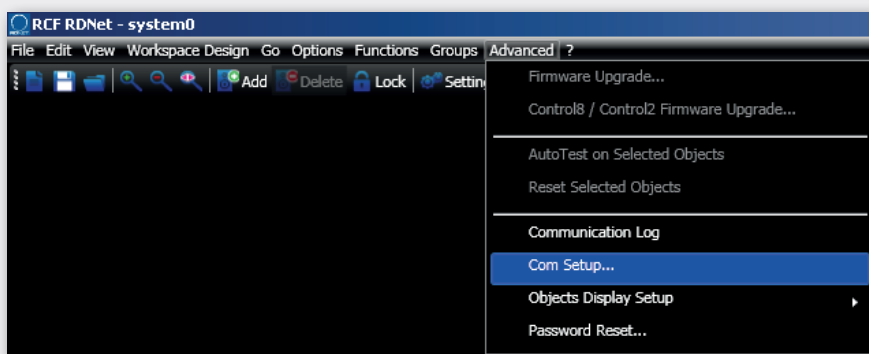 RCF RDNet - system0
File Edit View Workspace Design Go Options Functions Groups Advanced ?
Add Delete Lock Settin
Firmware Upgrade...
Control8 / Control2 Firmware Upgrade...
AutoTest on Selected Objects
Reset Selected Objects
Communication Log
Com Setup...
Objects Display Setup
Password Reset...